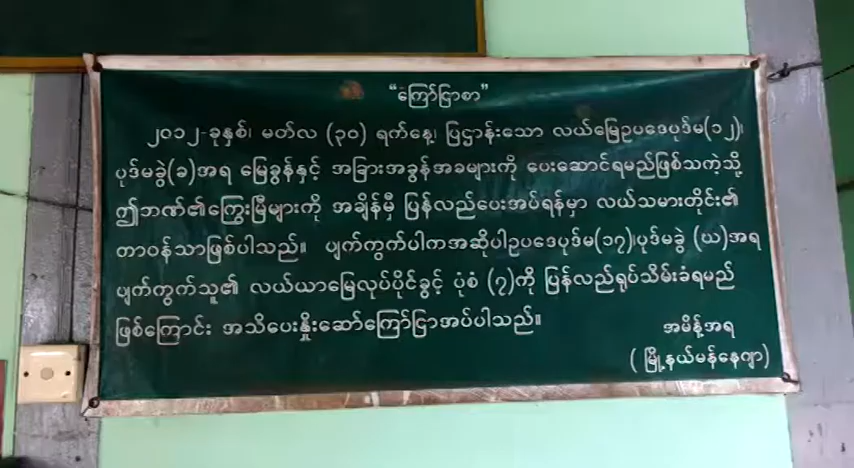 “ကြော်ငြာစာ”
၂၀၁၂-ခုနှစ်၊ မတ်လ (၃၀) ရက်နေ့၊ ပြဋ္ဌာန်းသော လယ်မြေဥပဒေပုဒ်မ(၁၂)၊
ပုဒ်မခွဲ(ခ)အရ မြေခွန်နှင့် အခြားအခွန်အခများကို ပေးဆောင်ရမည်ဖြစ်သကဲ့သို့
ဤဘဏ်၏ကြွေးမြီများကို အချိန်မှီ ပြန်လည်ပေးအပ်ရန်မှာ လယ်သမားတိုင်း၏
တာဝန်သာဖြစ်ပါသည်။ ပျက်ကွက်ပါကအဆိုပါဥပဒေပုဒ်မ(၁၇)၊ပုဒ်မခွဲ (ဃ)အရ
ပျက်ကွက်သူ၏ လယ်ယာမြေလုပ်ပိုင်ခွင့် ပုံစံ (၇)ကို ပြန်လည်ရုပ်သိမ်းခံရမည်
ဖြစ်ကြောင်း အသိပေးနှိုးဆော်ကြော်ငြာအပ်ပါသည်။
အမိန့်အရ
(မြို့နယ်မန်နေဂျာ)